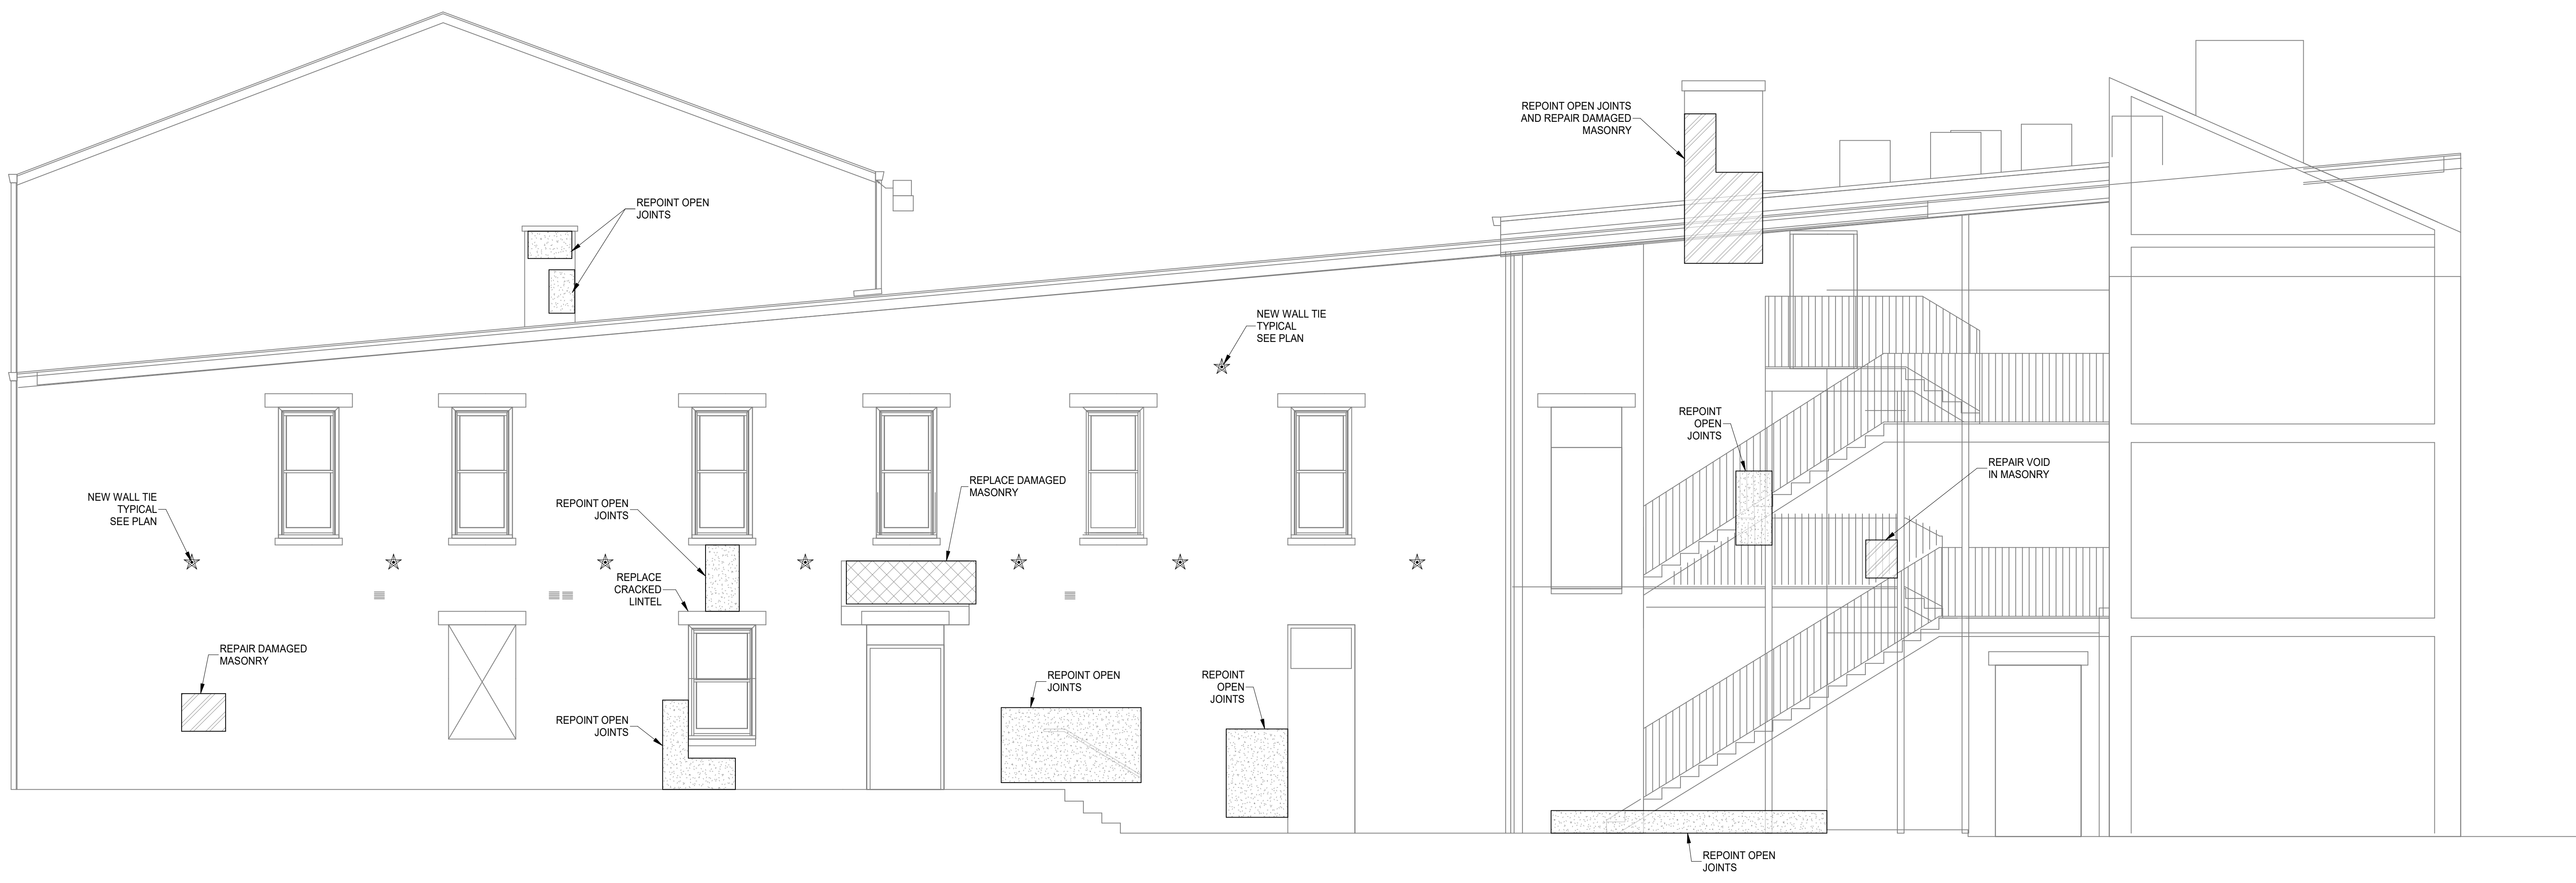 REPOINT OPEN JOINTS
AND REPAIR DAMAGED
MASONRY
REPOINT OPEN
JOINTS
NEW WALL TIE
TYPICAL
SEE PLAN
REPOINT
OPEN
JOINTS
REPAIR VOID
IN MASONRY
REPLACE DAMAGED
MASONRY
NEW WALL TIE
TYPICAL
SEE PLAN
REPOINT OPEN
JOINTS
REPLACE
CRACKED
LINTEL
REPAIR DAMAGED
MASONRY
REPOINT OPEN
JOINTS
REPOINT
OPEN
JOINTS
REPOINT OPEN
JOINTS
REPOINT OPEN
JOINTS